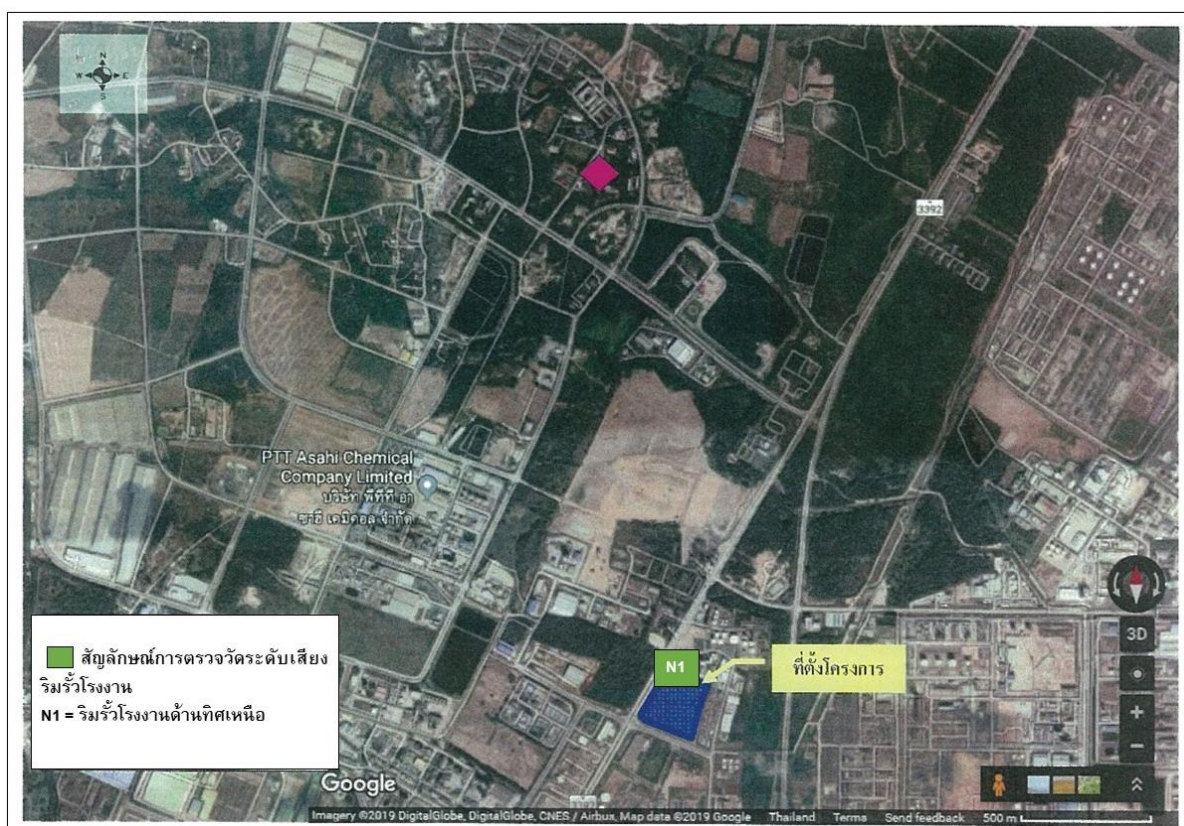 N
W E
S
3392
PTT Asahi Chemical
Company Limited
บริษัท พีทีที อา
ซาฮี เคมิคอล จำกัด
สัญลักษณ์การตรวจวัดระดับเสียง
ริมรั้วโรงงาน
N1 = ริมรั้วโรงงานด้านทิศเหนือ
N1
ที่ตั้งโครงการ
3D
Google
Imagery ©2019 DigitalGlobe, DigitalGlobe, CNES / Airbus, Map data ©2019 Google Thailand Terms Send feedback 500 m